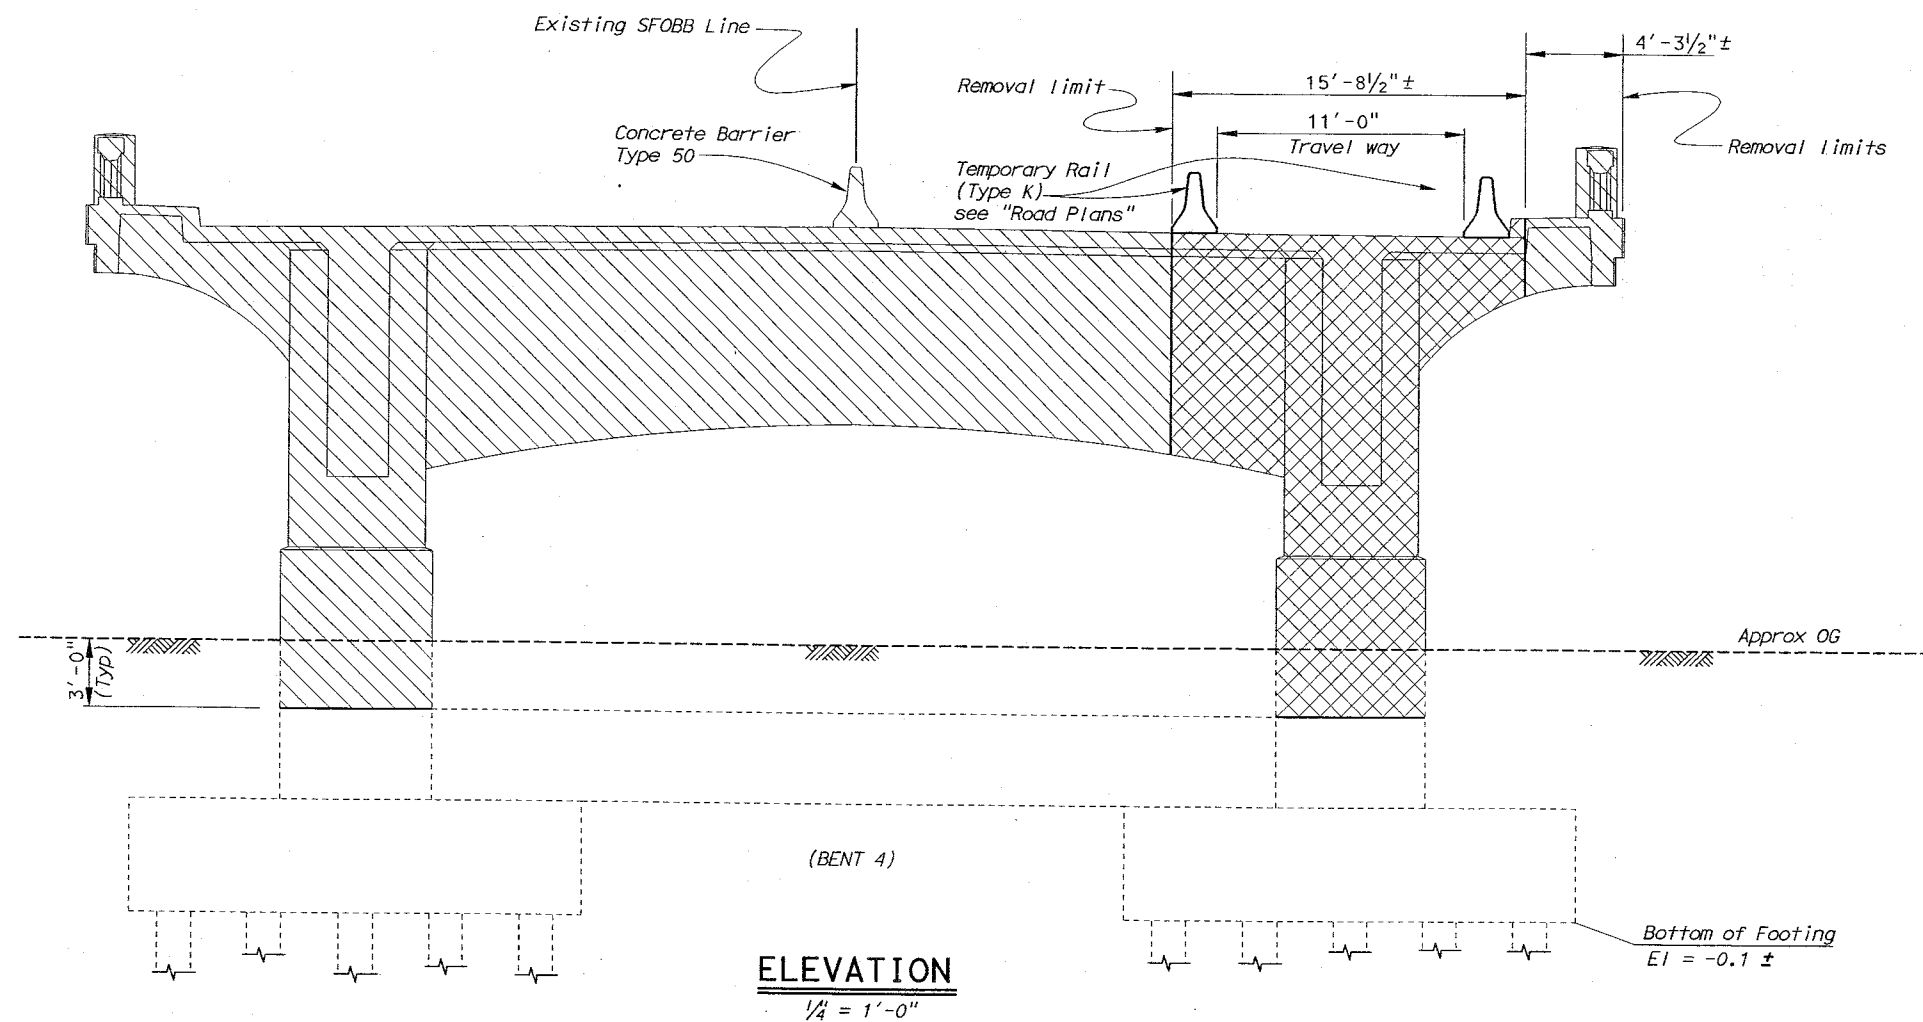 Existing SFOBB Line
4'-3½"±
Removal limit
15'-8½"±
11'-0"
Travel way
Removal limits
Concrete Barrier
Type 50
Temporary Rail
(Type K)
see "Road Plans"
Approx OG
3'-0"
(Typ)
(BENT 4)
Bottom of Footing
El = -0.1 ±
ELEVATION
¼" = 1'-0"